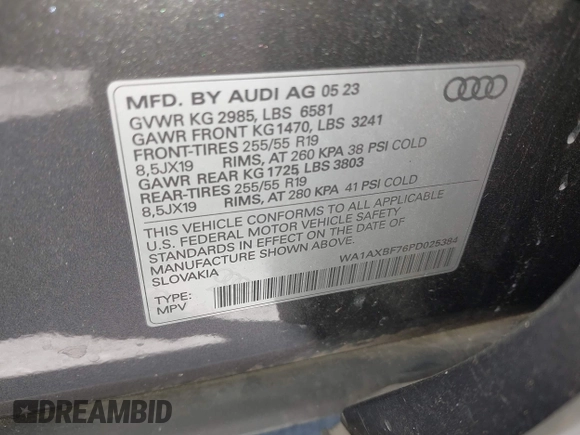 MFD. BY AUDI AG 05 23
GVWR KG 2985, LBS 6581
GAWR FRONT KG1470, LBS 3241
FRONT-TIRES 255/55 R19
8,5JX19 RIMS, AT 260 KPA 38 PSI COLD
GAWR REAR KG 1725, LBS 3803
REAR-TIRES 255/55 R19
8,5JX19 RIMS, AT 280 KPA 41 PSI COLD
THIS VEHICLE CONFORMS TO ALL APPLICABLE
U.S. FEDERAL MOTOR VEHICLE SAFETY
STANDARDS IN EFFECT ON THE DATE OF
MANUFACTURE SHOWN ABOVE.
SLOVAKIA WA1AXBF76PD025384
TYPE:
MPV
DREAMBID